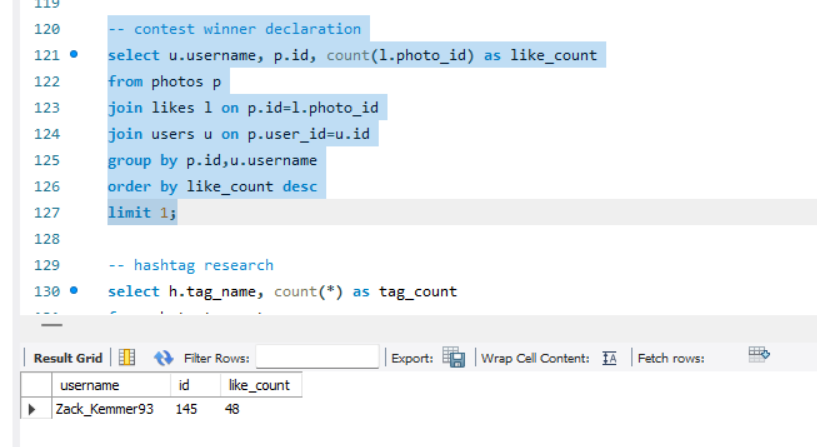 119
120 -- contest winner declaration
121 select u.username, p.id, count(l.photo_id) as like_count
122 from photos p
123 join likes l on p.id=l.photo_id
124 join users u on p.user_id=u.id
125 group by p.id,u.username
126 order by like_count desc
127 limit 1;
128
129 -- hashtag research
130 select h.tag_name, count(*) as tag_count
Result Grid Filter Rows: Export: Wrap Cell Content: Fetch rows:
username id like_count
Zack_Kemmer93 145 48